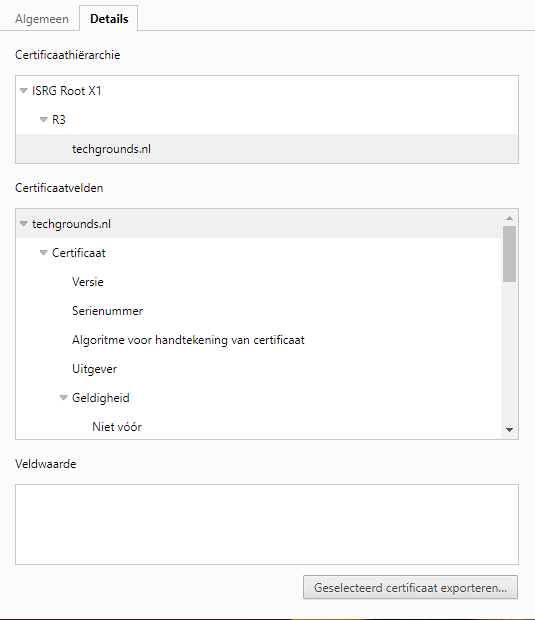 Algemeen Details
Certificaathiërarchie
ISRG Root X1
R3
techgrounds.nl
Certificaatvelden
techgrounds.nl
Certificaat
Versie
Serienummer
Algoritme voor handtekening van certificaat
Uitgever
Geldigheid
Niet vóór
Veldwaarde
Geselecteerd certificaat exporteren...